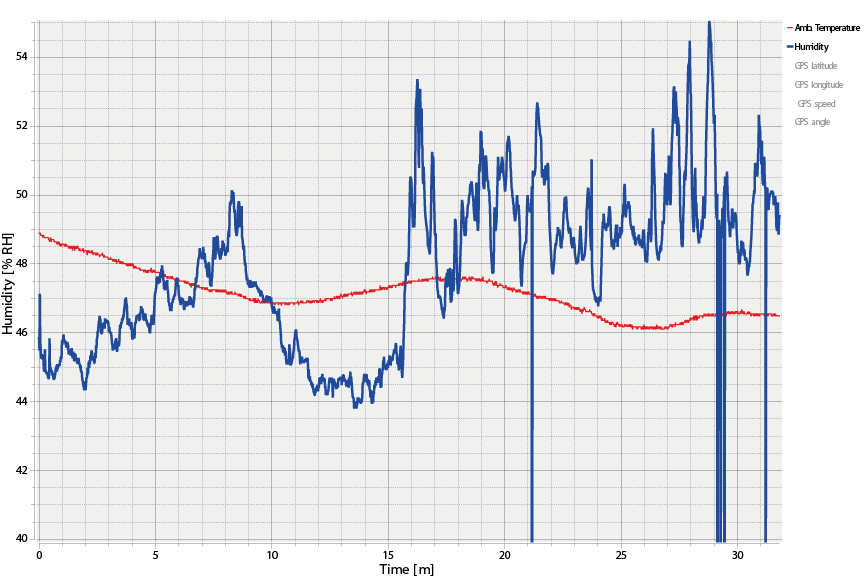 Amb. Temperature
Humidity
GPS latitude
GPS longitude
GPS speed
GPS angle
Humidity [% RH]
54
52
50
48
46
44
42
40
0 5 10 15 20 25 30
Time [m]